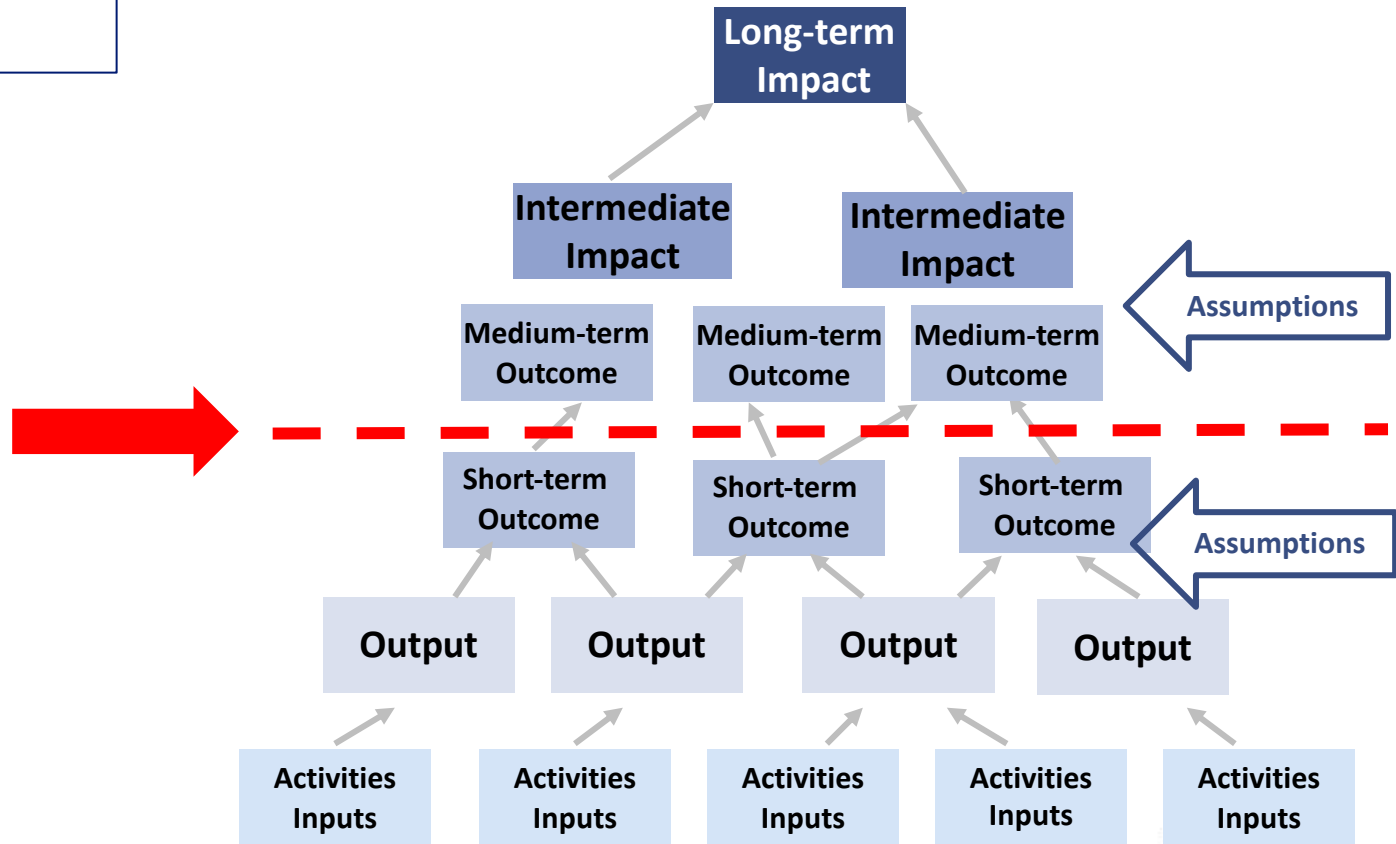 Long-term
Impact
Intermediate
Impact
Intermediate
Impact
Assumptions
Medium-term
Outcome
Medium-term
Outcome
Medium-term
Outcome
Short-term
Outcome
Short-term
Outcome
Short-term
Outcome
Assumptions
Output
Output
Output
Output
Activities
Inputs
Activities
Inputs
Activities
Inputs
Activities
Inputs
Activities
Inputs